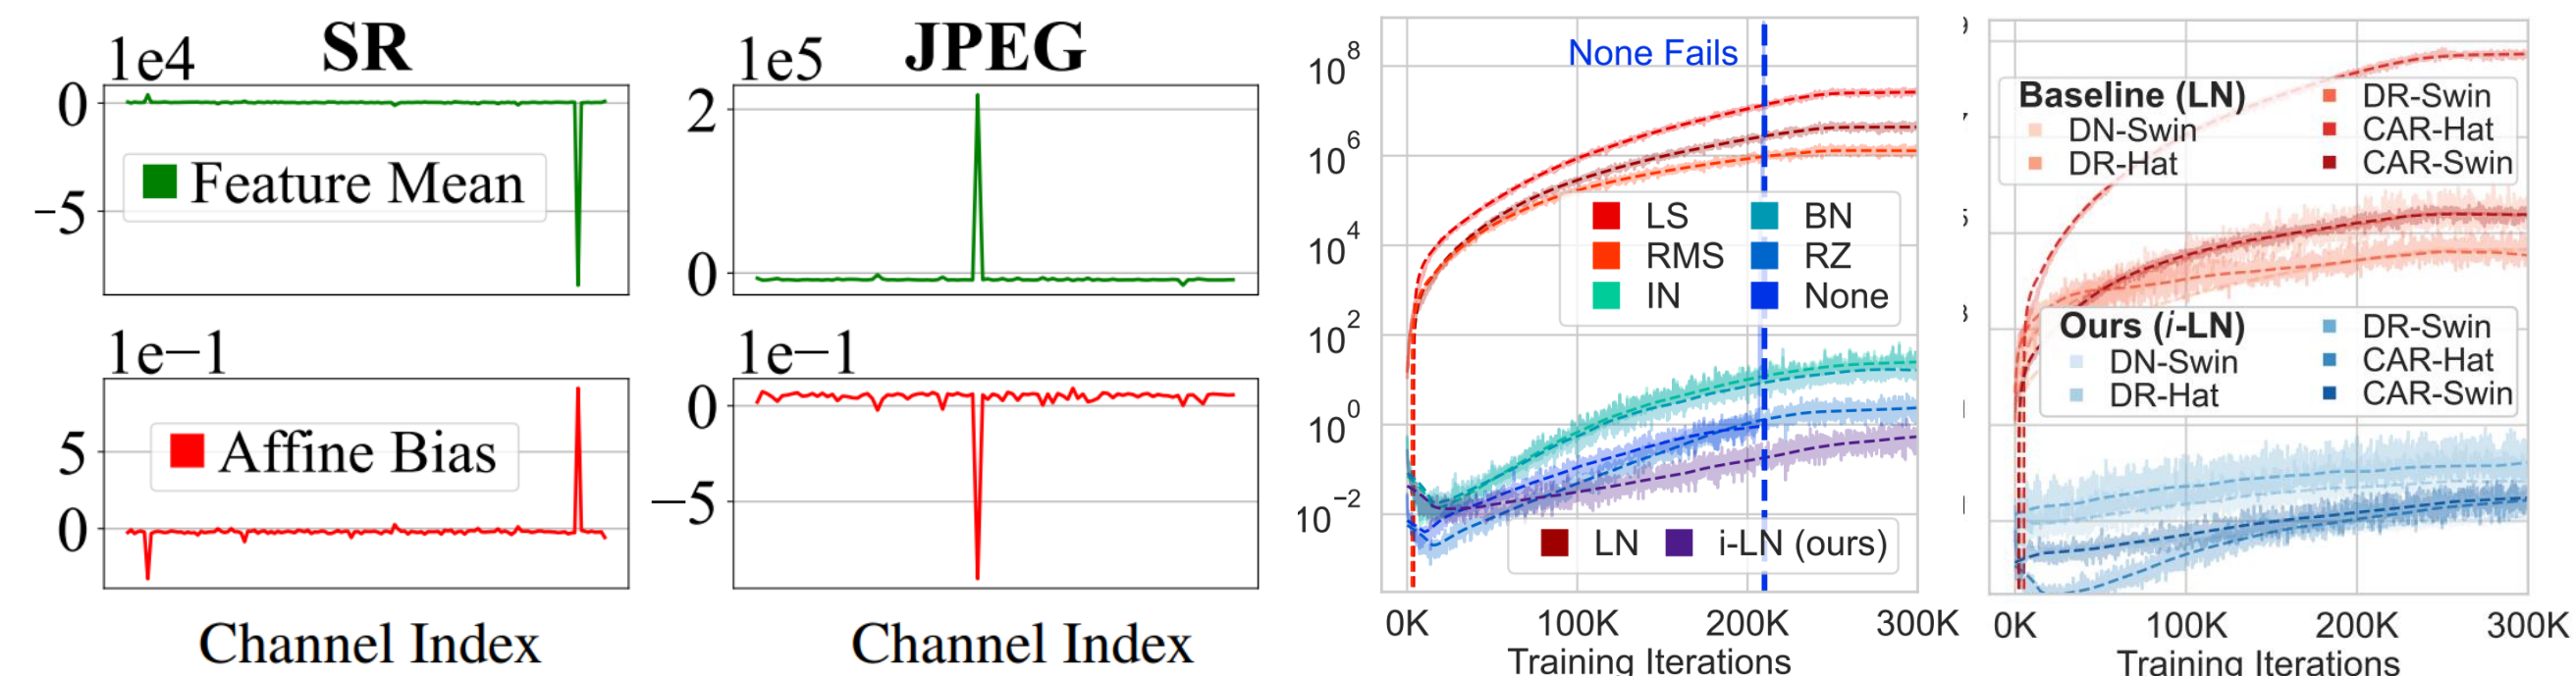 SR
1e4
0
−5
Feature Mean
1e−1
5
0
Affine Bias
Channel Index
JPEG
1e5
2
0
1e−1
0
−5
Channel Index
None Fails
10^8
10^6
10^4
10^2
10^0
10^−2
LS BN
RMS RZ
IN None
LN i-LN (ours)
0K 100K 200K 300K
Training Iterations
Baseline (LN) DR-Swin
DN-Swin CAR-Hat
DR-Hat CAR-Swin
Ours (i-LN) DR-Swin
DN-Swin CAR-Hat
DR-Hat CAR-Swin
0K 100K 200K 300K
Training Iterations